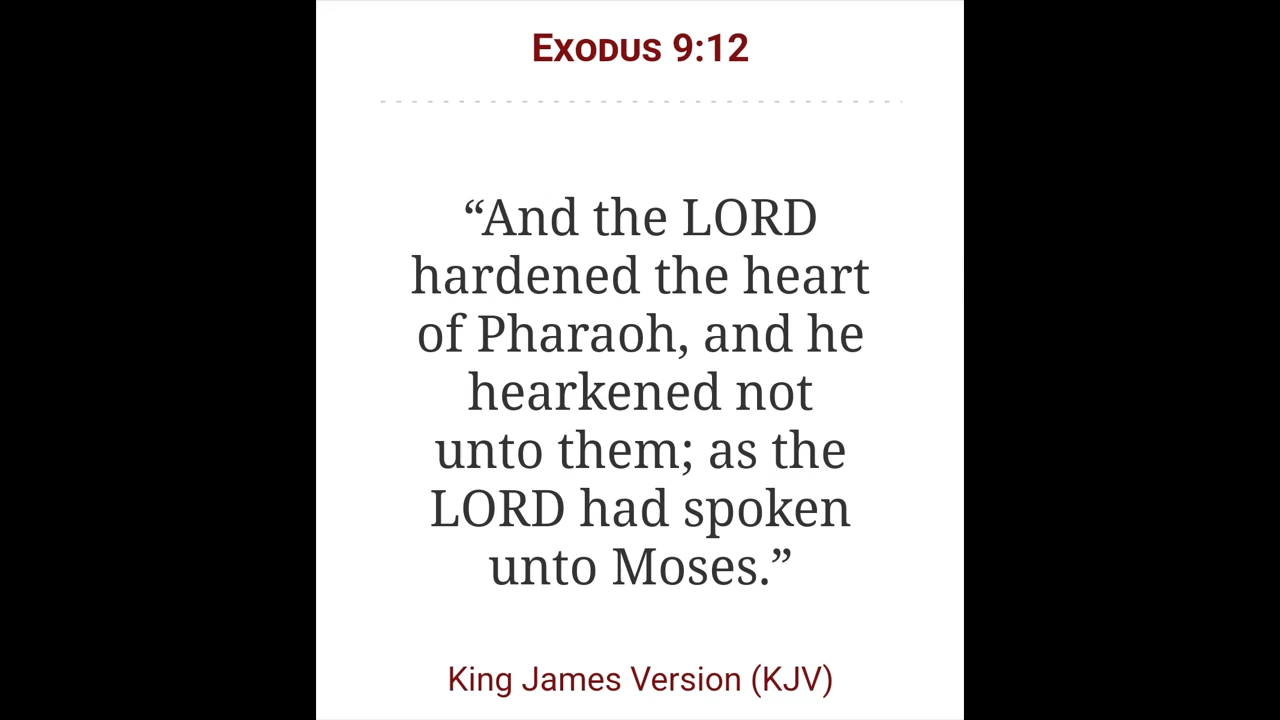 Exodus 9:12
“And the LORD
hardened the heart
of Pharaoh, and he
hearkened not
unto them; as the
LORD had spoken
unto Moses.”
King James Version (KJV)